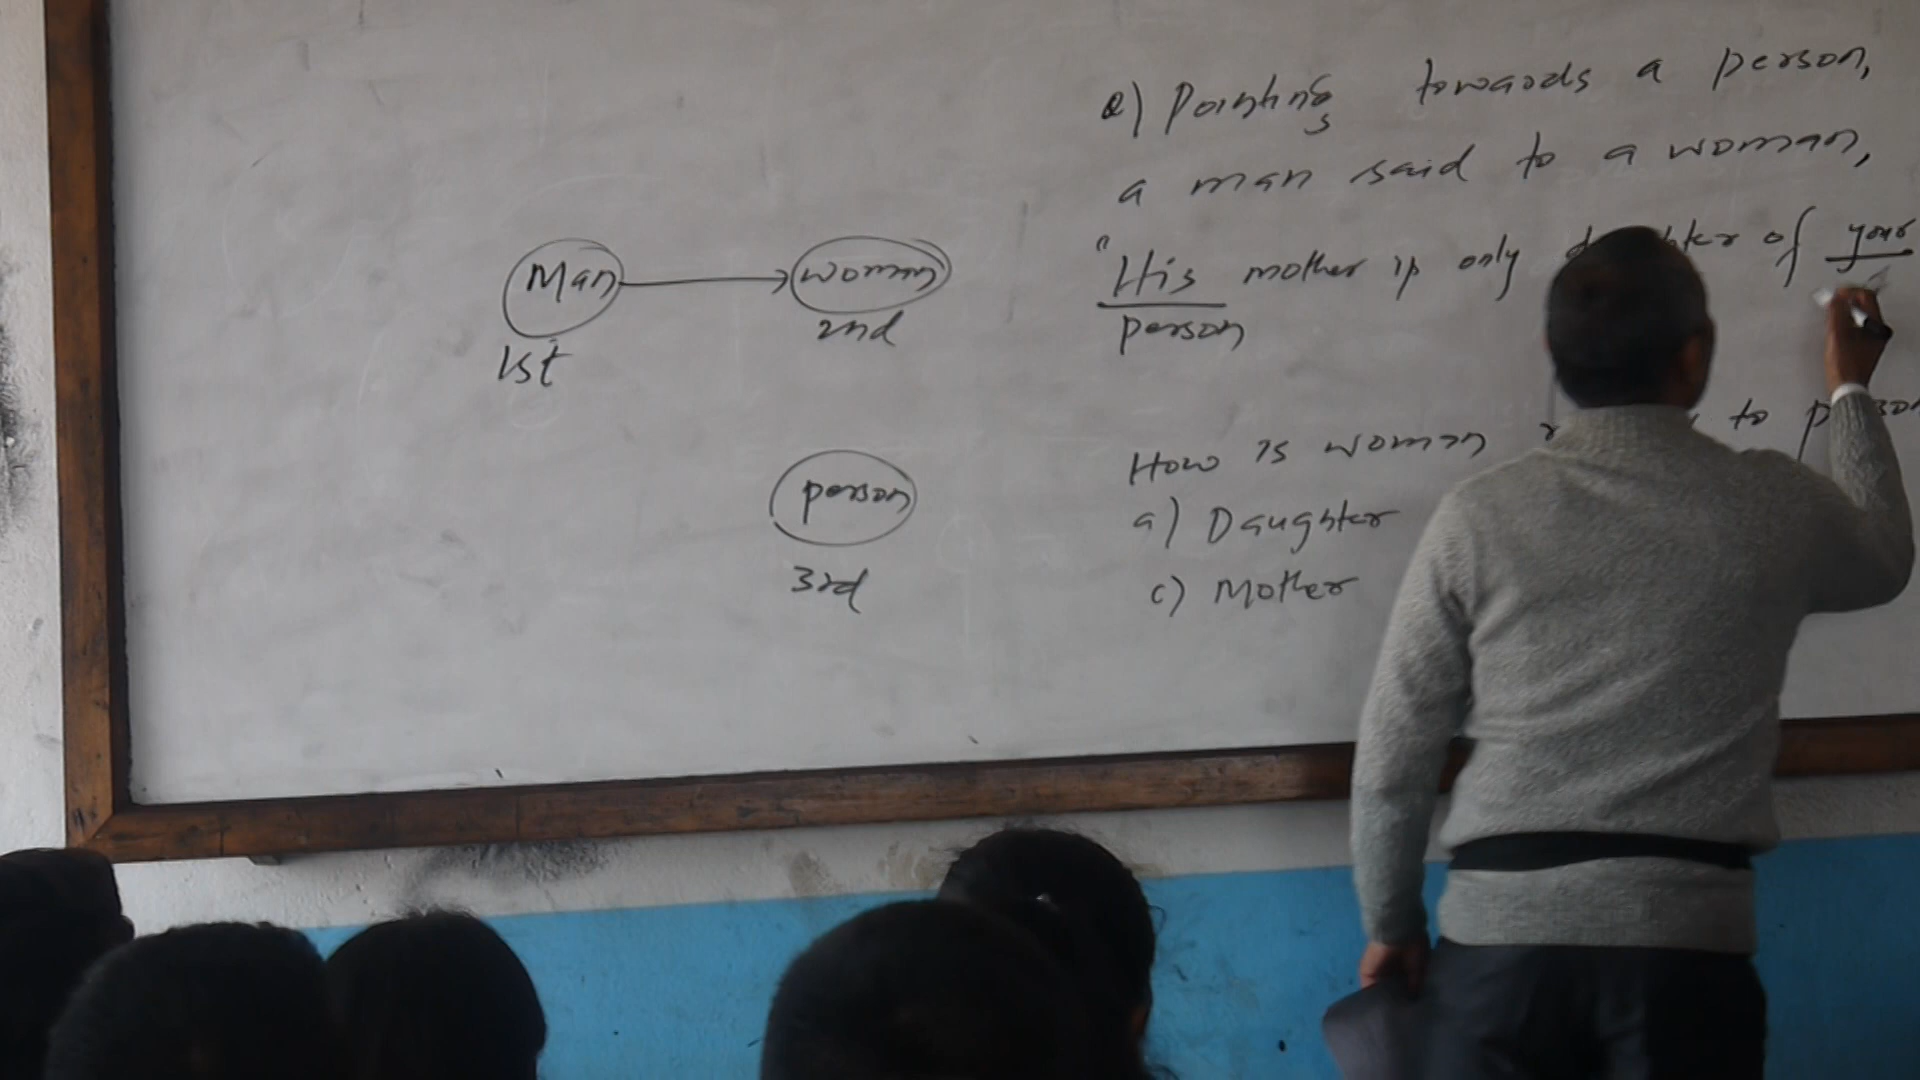 Q) Pointing towards a person,
a man said to a woman,
"His mother is only of your
person
How is woman to
a) Daughter
c) Mother
Man
woman
1st
2nd
person
3rd